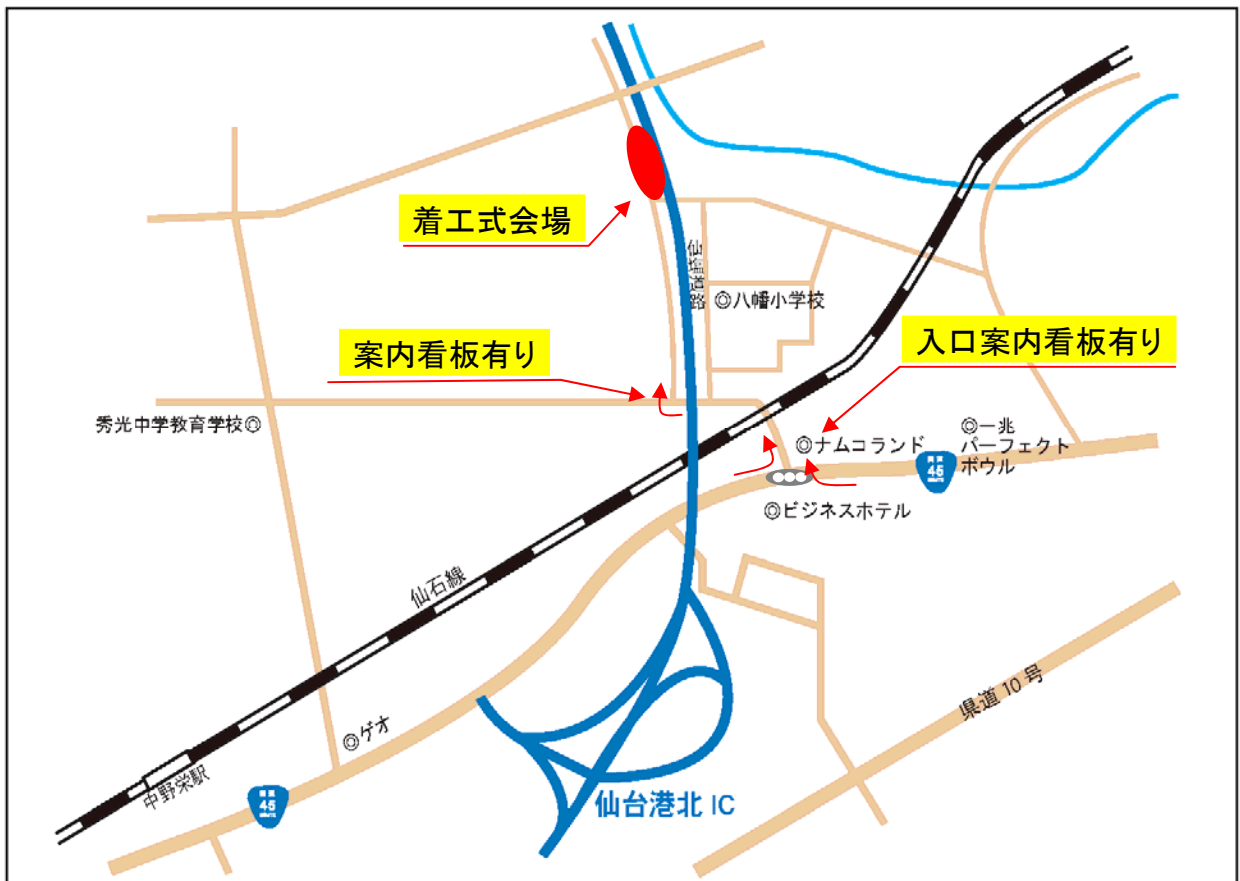 着工式会場
路道皆宮
◎八幡小学校
案内看板有り
入口案内看板有り
秀光中学教育学校◎
◎ナムコランド
◎一兆
パーフェクト
ボウル
45
◎ビジネスホテル
仙石線
県道10号
◎ゲオ
中野栄駅
45
仙台港北 IC